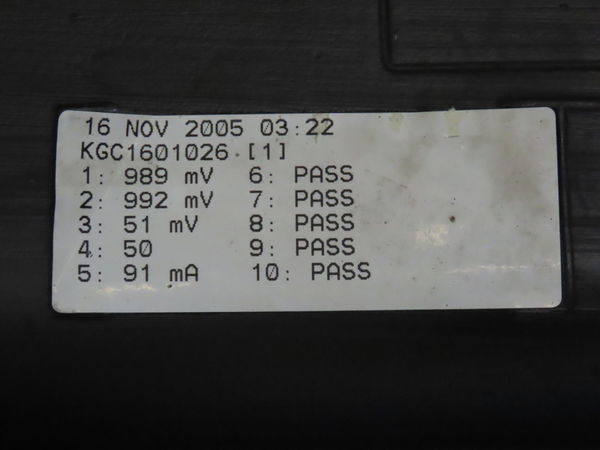 16 NOV 2005 03:22
KGC1601026 [1]
1: 989 mV 6: PASS
2: 992 mV 7: PASS
3: 51 mV 8: PASS
4: 50 9: PASS
5: 91 mA 10: PASS